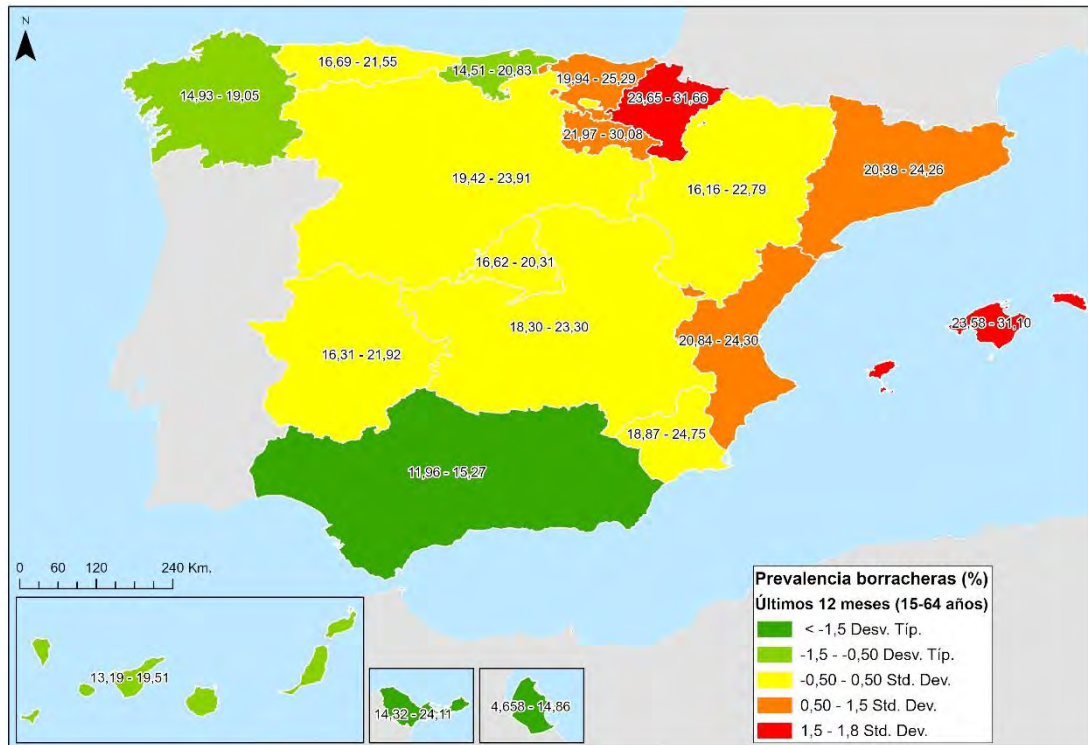 N
16,69 - 21,55
14,51 - 20,83
19,94 - 25,29
14,93 - 19,05
23,65 - 31,66
21,97 - 30,08
20,38 - 24,26
19,42 - 23,91
16,16 - 22,79
16,62 - 20,31
18,30 - 23,30
23,58 - 31,10
16,31 - 21,92
20,84 - 24,30
18,87 - 24,75
11,96 - 15,27
0 60 120 240 Km.
13,19 - 19,51
14,32 - 24,11
4,658 - 14,86
Prevalencia borracheras (%)
Últimos 12 meses (15-64 años)
< -1,5 Desv. Típ.
-1,5 - -0,50 Desv. Típ.
-0,50 - 0,50 Std. Dev.
0,50 - 1,5 Std. Dev.
1,5 - 1,8 Std. Dev.